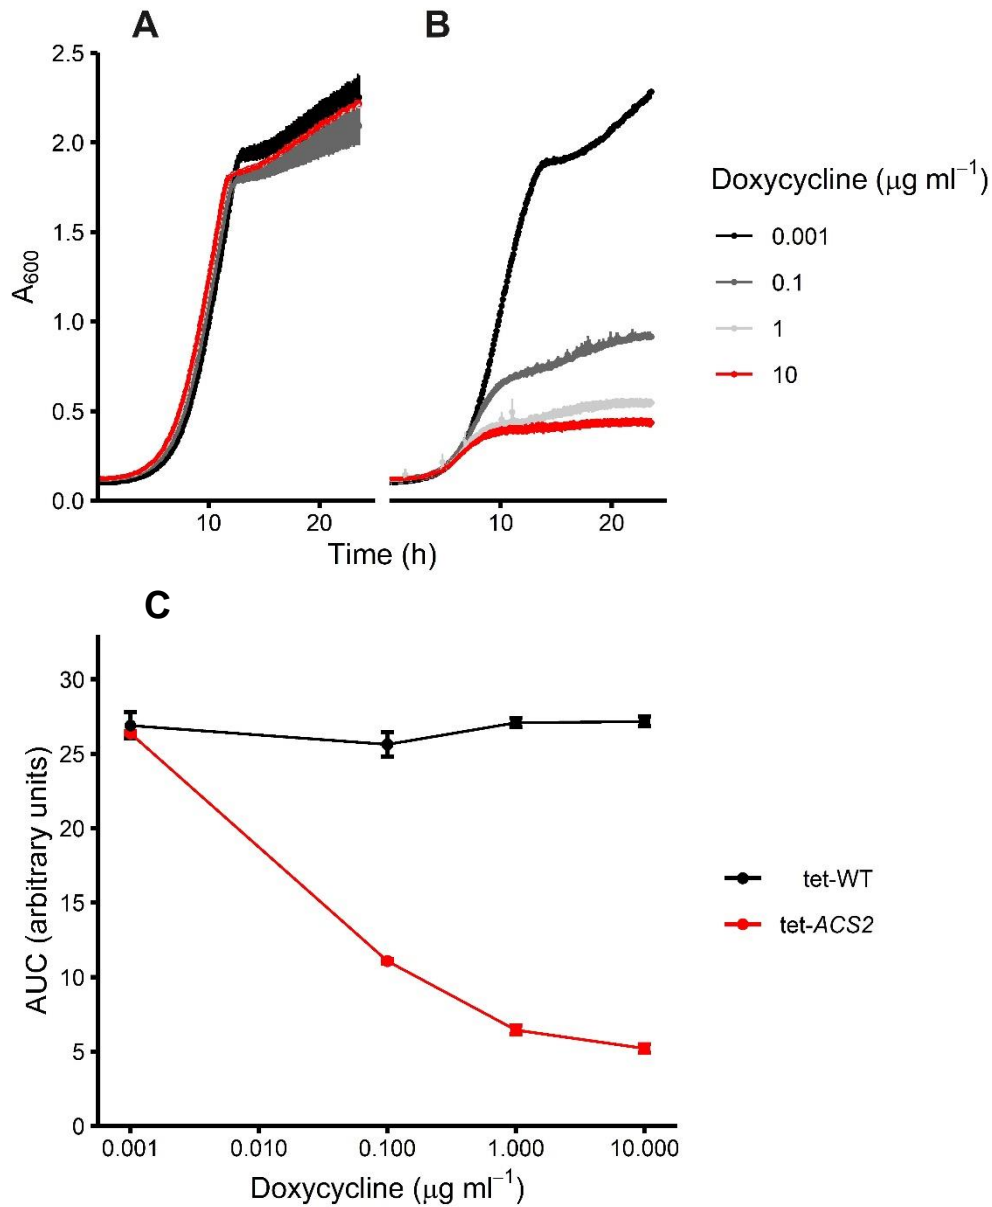 A B
2.5
2.0
1.5
1.0
0.5
0.0
A600
10 20 10 20
Time (h)
Doxycycline (μg ml−1)
0.001
0.1
1
10
C
30
25
20
15
10
5
0
AUC (arbitrary units)
0.001 0.010 0.100 1.000 10.000
Doxycycline (μg ml−1)
tet-WT
tet-ACS2